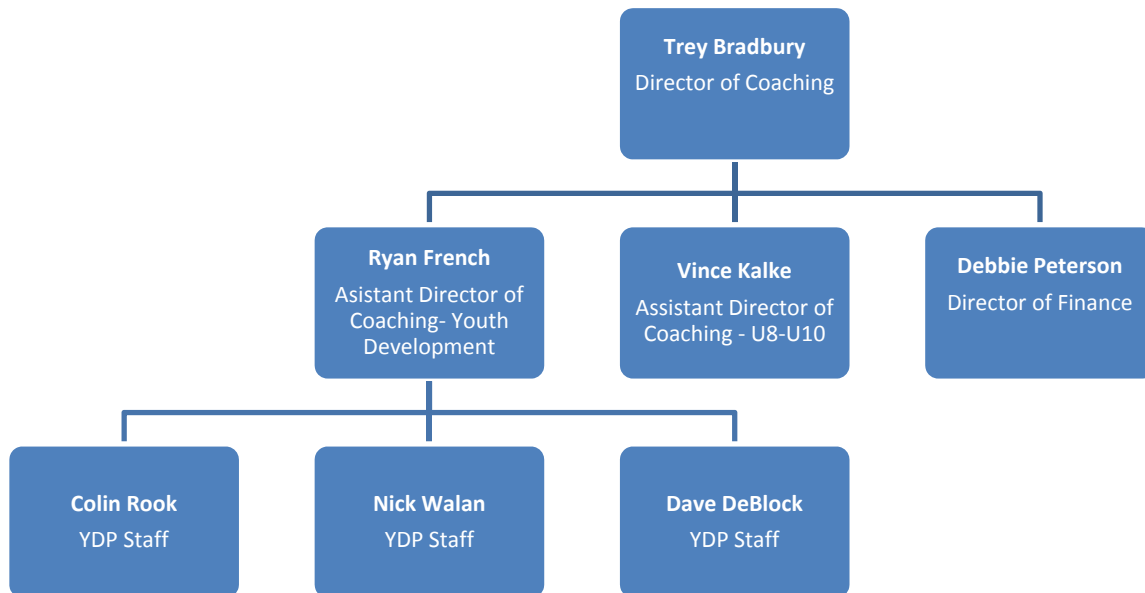 Trey Bradbury
Director of Coaching
Ryan French
Asistant Director of
Coaching- Youth
Development
Vince Kalke
Assistant Director of
Coaching - U8-U10
Debbie Peterson
Director of Finance
Colin Rook
YDP Staff
Nick Walan
YDP Staff
Dave DeBlock
YDP Staff